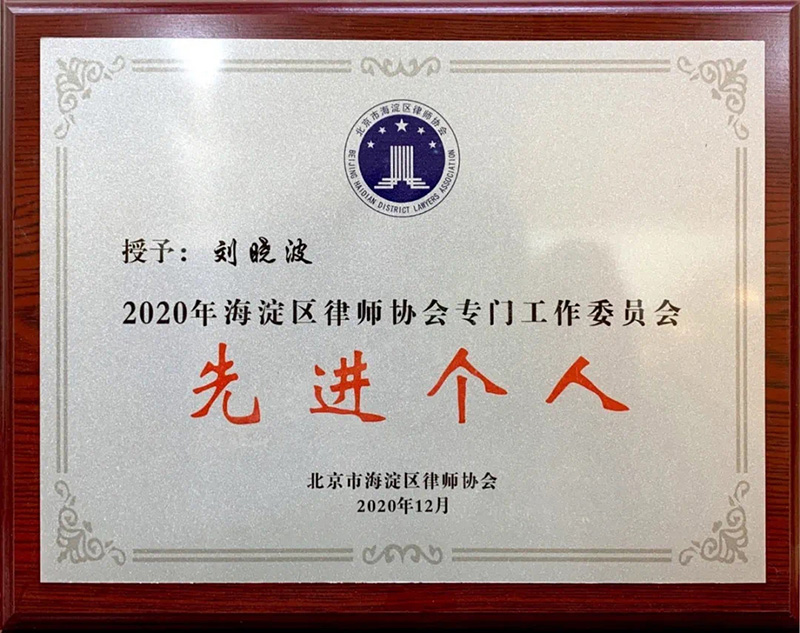 北京市海淀区律师协会
BEIJING HAIDIAN DISTRICT LAWYERS ASSOCIATION
授予：刘晓波
2020年海淀区律师协会专门工作委员会
先进个人
北京市海淀区律师协会
2020年12月